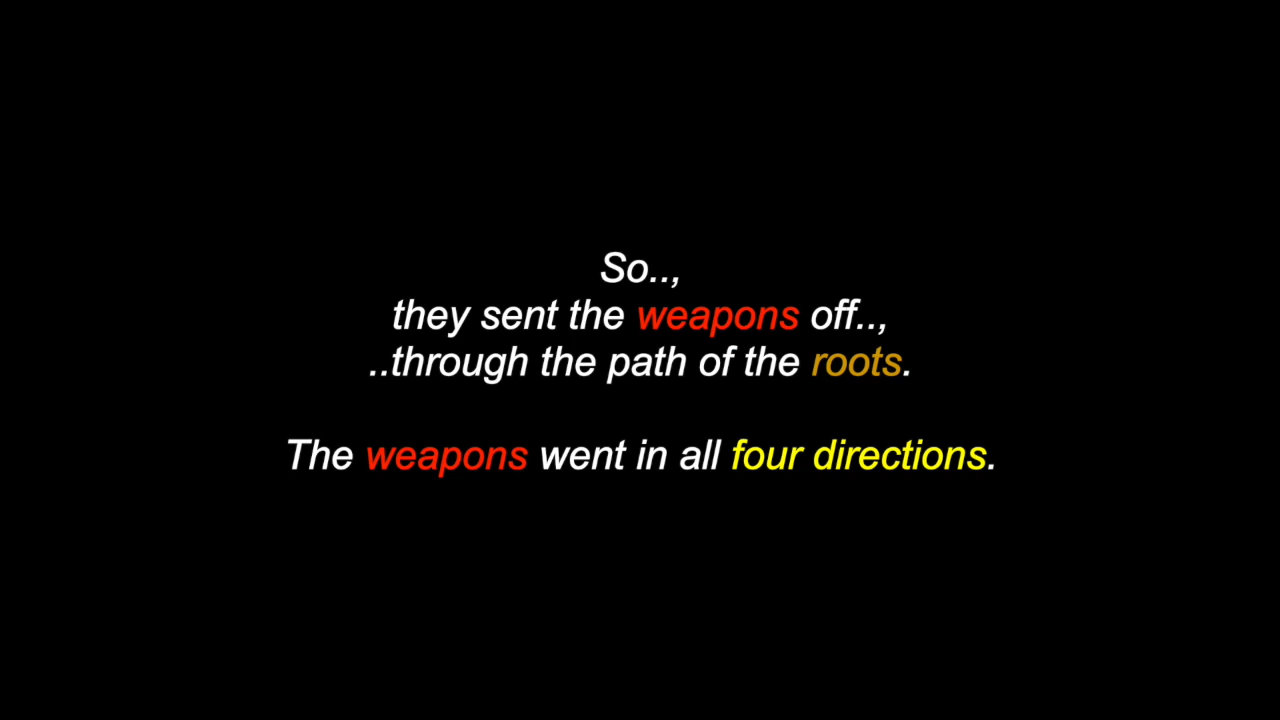 So..,
they sent the weapons off..,
..through the path of the roots.
The weapons went in all four directions.